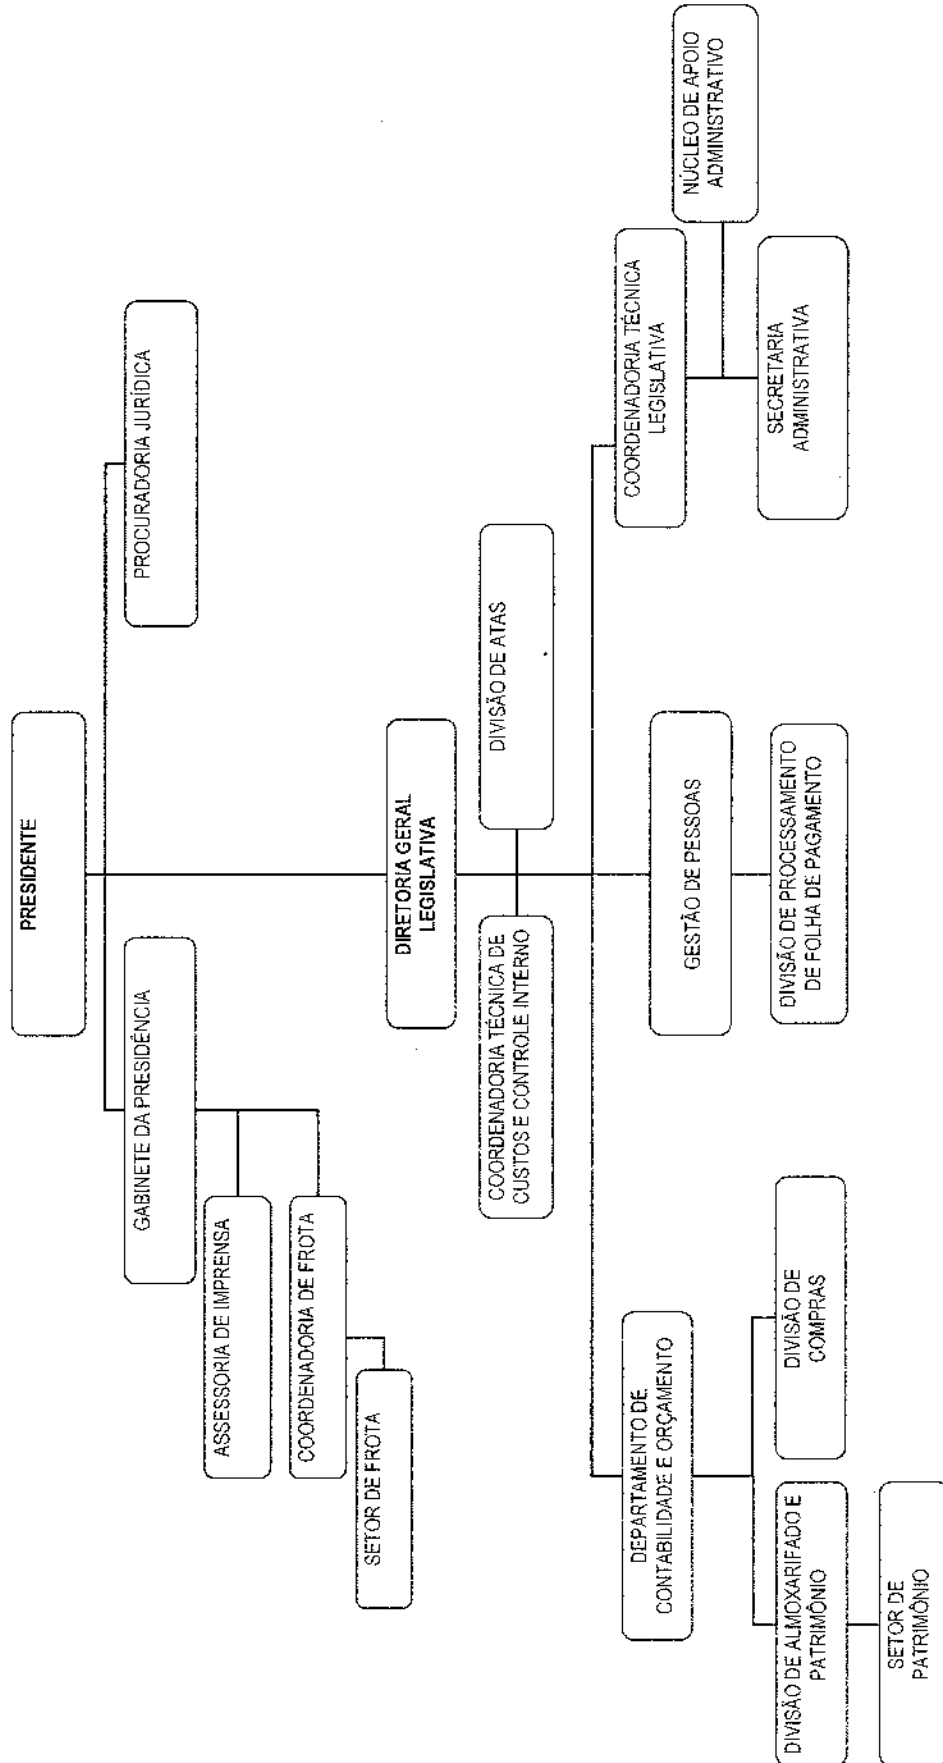 PRESIDENTE
GABINETE DA PRESIDÊNCIA
PROCURADORIA JURÍDICA
ASSESSORIA DE IMPRENSA
COORDENADORIA DE FROTA
SETOR DE FROTA
DIRETORIA GERAL
LEGISLATIVA
COORDENADORIA TÉCNICA DE
CUSTOS E CONTROLE INTERNO
DIVISÃO DE ATAS
DEPARTAMENTO DE
CONTABILIDADE E ORÇAMENTO
GESTÃO DE PESSOAS
COORDENADORIA TÉCNICA
LEGISLATIVA
NÚCLEO DE APOIO
ADMINISTRATIVO
DIVISÃO DE ALMOXARIFADO E
PATRIMÔNIO
DIVISÃO DE
COMPRAS
DIVISÃO DE PROCESSAMENTO
DE FOLHA DE PAGAMENTO
SECRETARIA
ADMINISTRATIVA
SETOR DE
PATRIMÔNIO